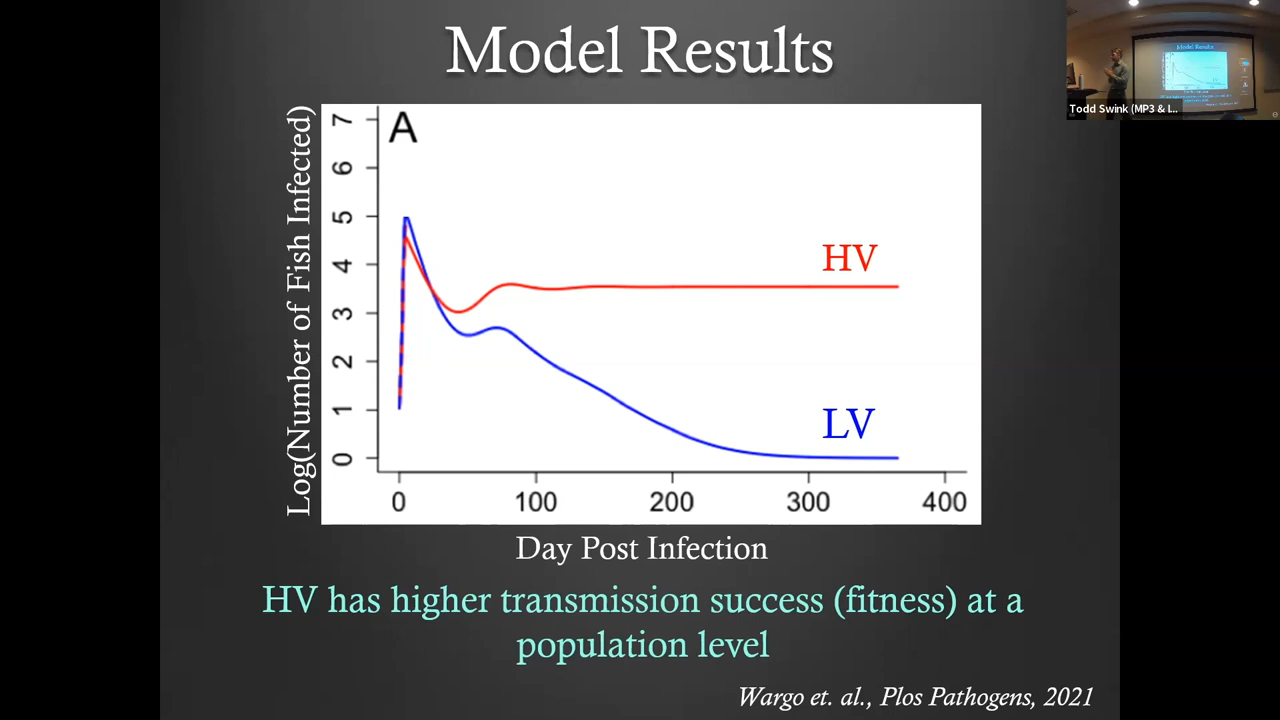 Model Results
Todd Swink (MP3 & I...
Log(Number of Fish Infected)
A
7
6
5
4
3
2
1
0
HV
LV
0 100 200 300 400
Day Post Infection
HV has higher transmission success (fitness) at a
population level
Wargo et. al., Plos Pathogens, 2021
Model Results